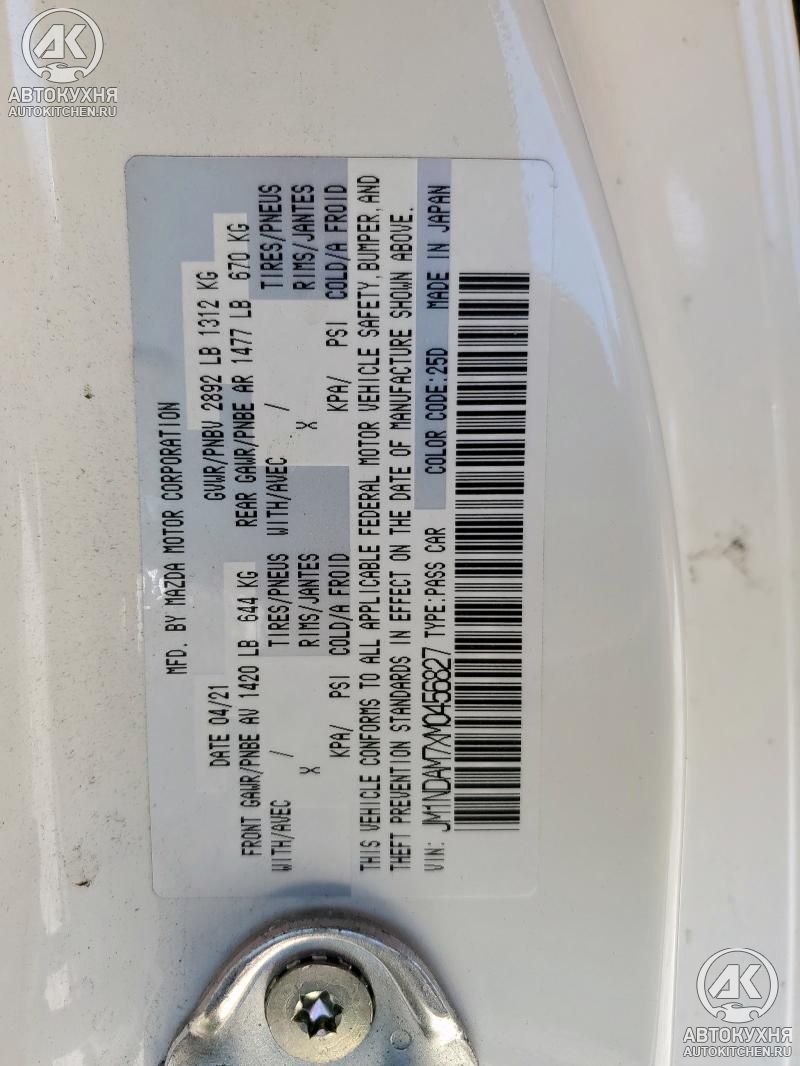 AK
АВТОКУХНЯ
AUTOKITCHEN.RU
MFD. BY MAZDA MOTOR CORPORATION
DATE 04/21 GVWR/PNBV 2892 LB 1312 KG
FRONT GAWR/PNBE AV 1420 LB 644 KG REAR GAWR/PNBE AR 1477 LB 670 KG
WITH/AVEC / TIRES/PNEUS WITH/AVEC / TIRES/PNEUS
X RIMS/JANTES X RIMS/JANTES
KPA/ PSI COLD/A FROID KPA/ PSI COLD/A FROID
THIS VEHICLE CONFORMS TO ALL APPLICABLE FEDERAL MOTOR VEHICLE SAFETY, BUMPER, AND
THEFT PREVENTION STANDARDS IN EFFECT ON THE DATE OF MANUFACTURE SHOWN ABOVE.
VIN: JM1NDAM7XM0456827 TYPE:PASS CAR COLOR CODE:25D MADE IN JAPAN
AK
АВТОКУХНЯ
AUTOKITCHEN.RU